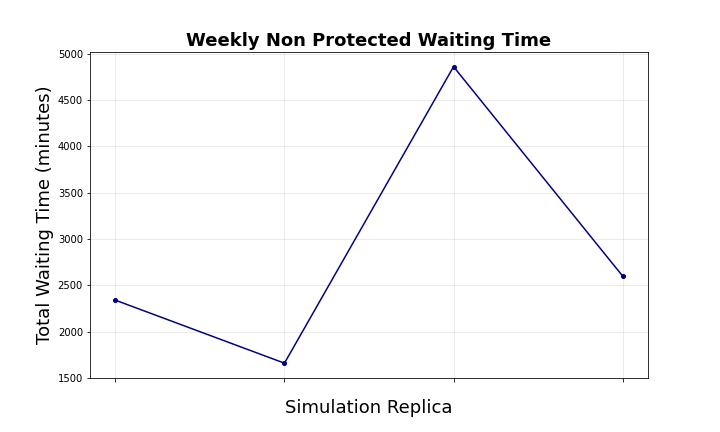 Weekly Non Protected Waiting Time
5000
4500
4000
3500
3000
2500
2000
1500
Total Waiting Time (minutes)
Simulation Replica